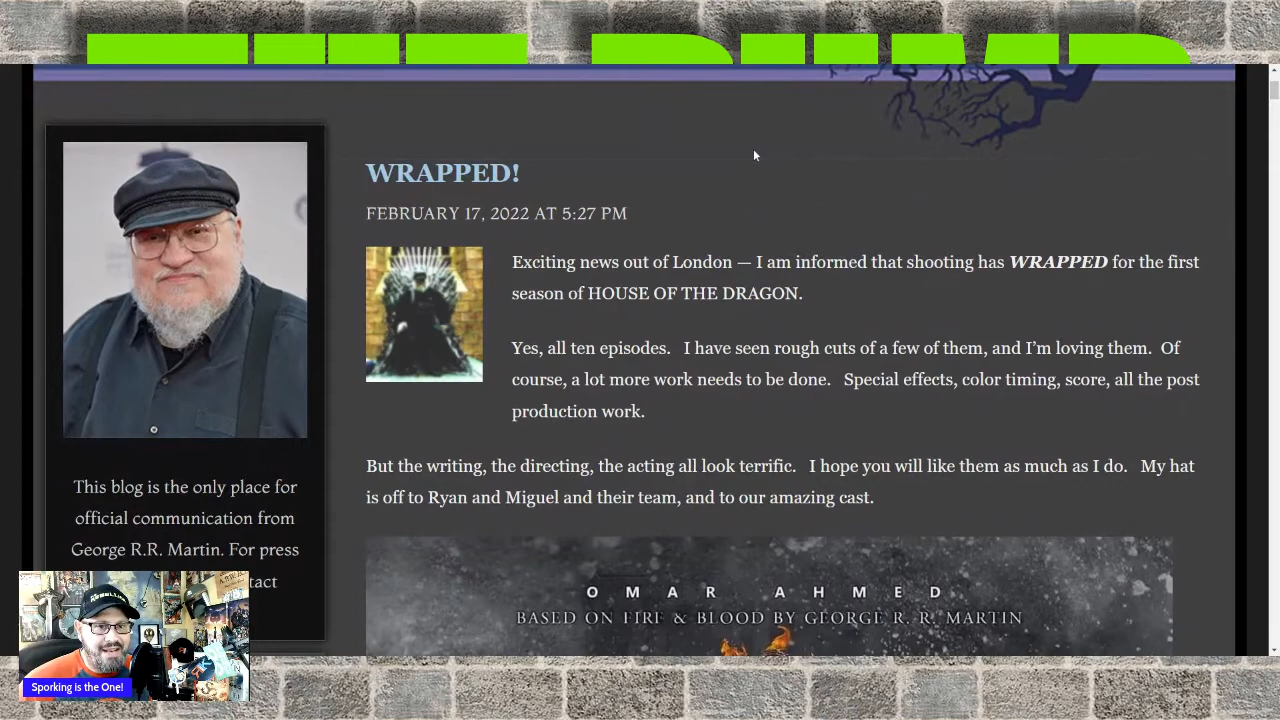 WRAPPED!
FEBRUARY 17, 2022 AT 5:27 PM
Exciting news out of London — I am informed that shooting has WRAPPED for the first
season of HOUSE OF THE DRAGON.
Yes, all ten episodes. I have seen rough cuts of a few of them, and I'm loving them. Of
course, a lot more work needs to be done. Special effects, color timing, score, all the post
production work.
But the writing, the directing, the acting all look terrific. I hope you will like them as much as I do. My hat
is off to Ryan and Miguel and their team, and to our amazing cast.
OMAR AHMED
BASED ON FIRE & BLOOD BY GEORGE R. R. MARTIN
This blog is the only place for
official communication from
George R.R. Martin. For press
tact
Sporking is the One!